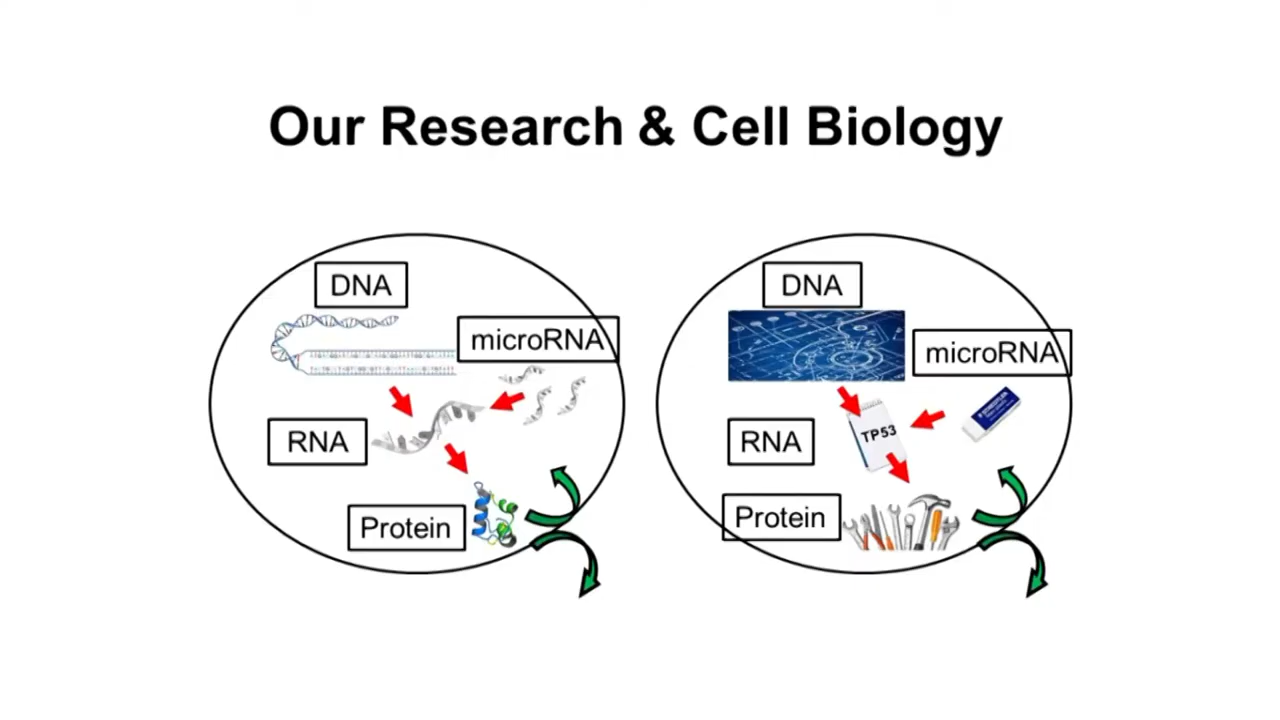 Our Research & Cell Biology
DNA
microRNA
RNA
Protein
DNA
microRNA
TP53
RNA
Protein